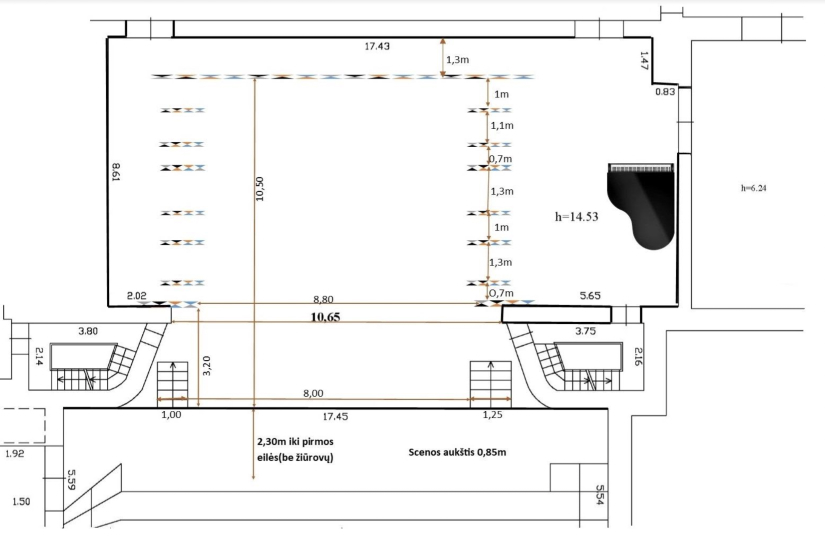 17.43
1,3m
1.47
0.83
1m
1,1m
0,7m
8.61
10,50
1,3m
h=6.24
h=14.53
1m
1,3m
0,7m
2.02
8,80
5.65
10,65
3.80
3.75
2.14
2.16
3,20
8,00
1,00
17.45
1,25
2,30m iki pirmos
eilės(be žiūrovų)
Scenos aukštis 0,85m
1.92
5.59
5.54
1.50